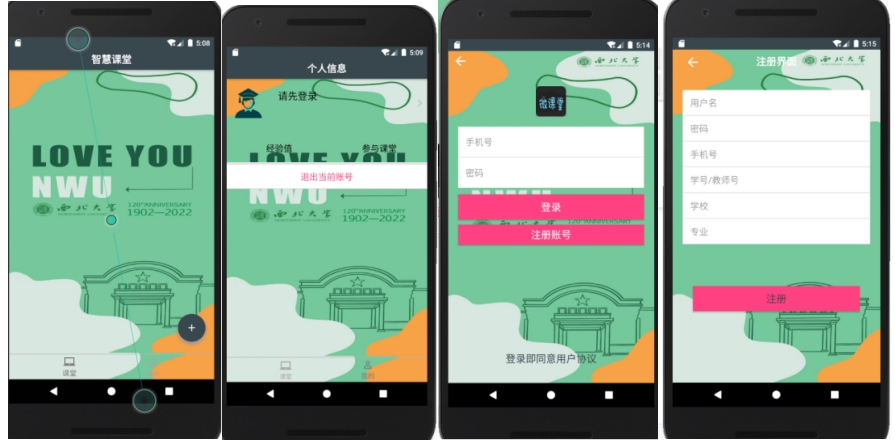 5:08
智慧课堂
LOVE YOU
NWU
西北大学
120TH ANNIVERSARY
1902—2022
+
课堂
5:09
个人信息
请先登录
经验值
参与课堂
LOVE YOU
退出当前账号
NWU
西北大学
120TH ANNIVERSARY
1902—2022
课堂
我的
5:14
西北大学
微课堂
手机号
密码
登录
注册账号
登录即同意用户协议
5:15
注册界面
西北大学
用户名
密码
手机号
学号/教师号
学校
专业
注册